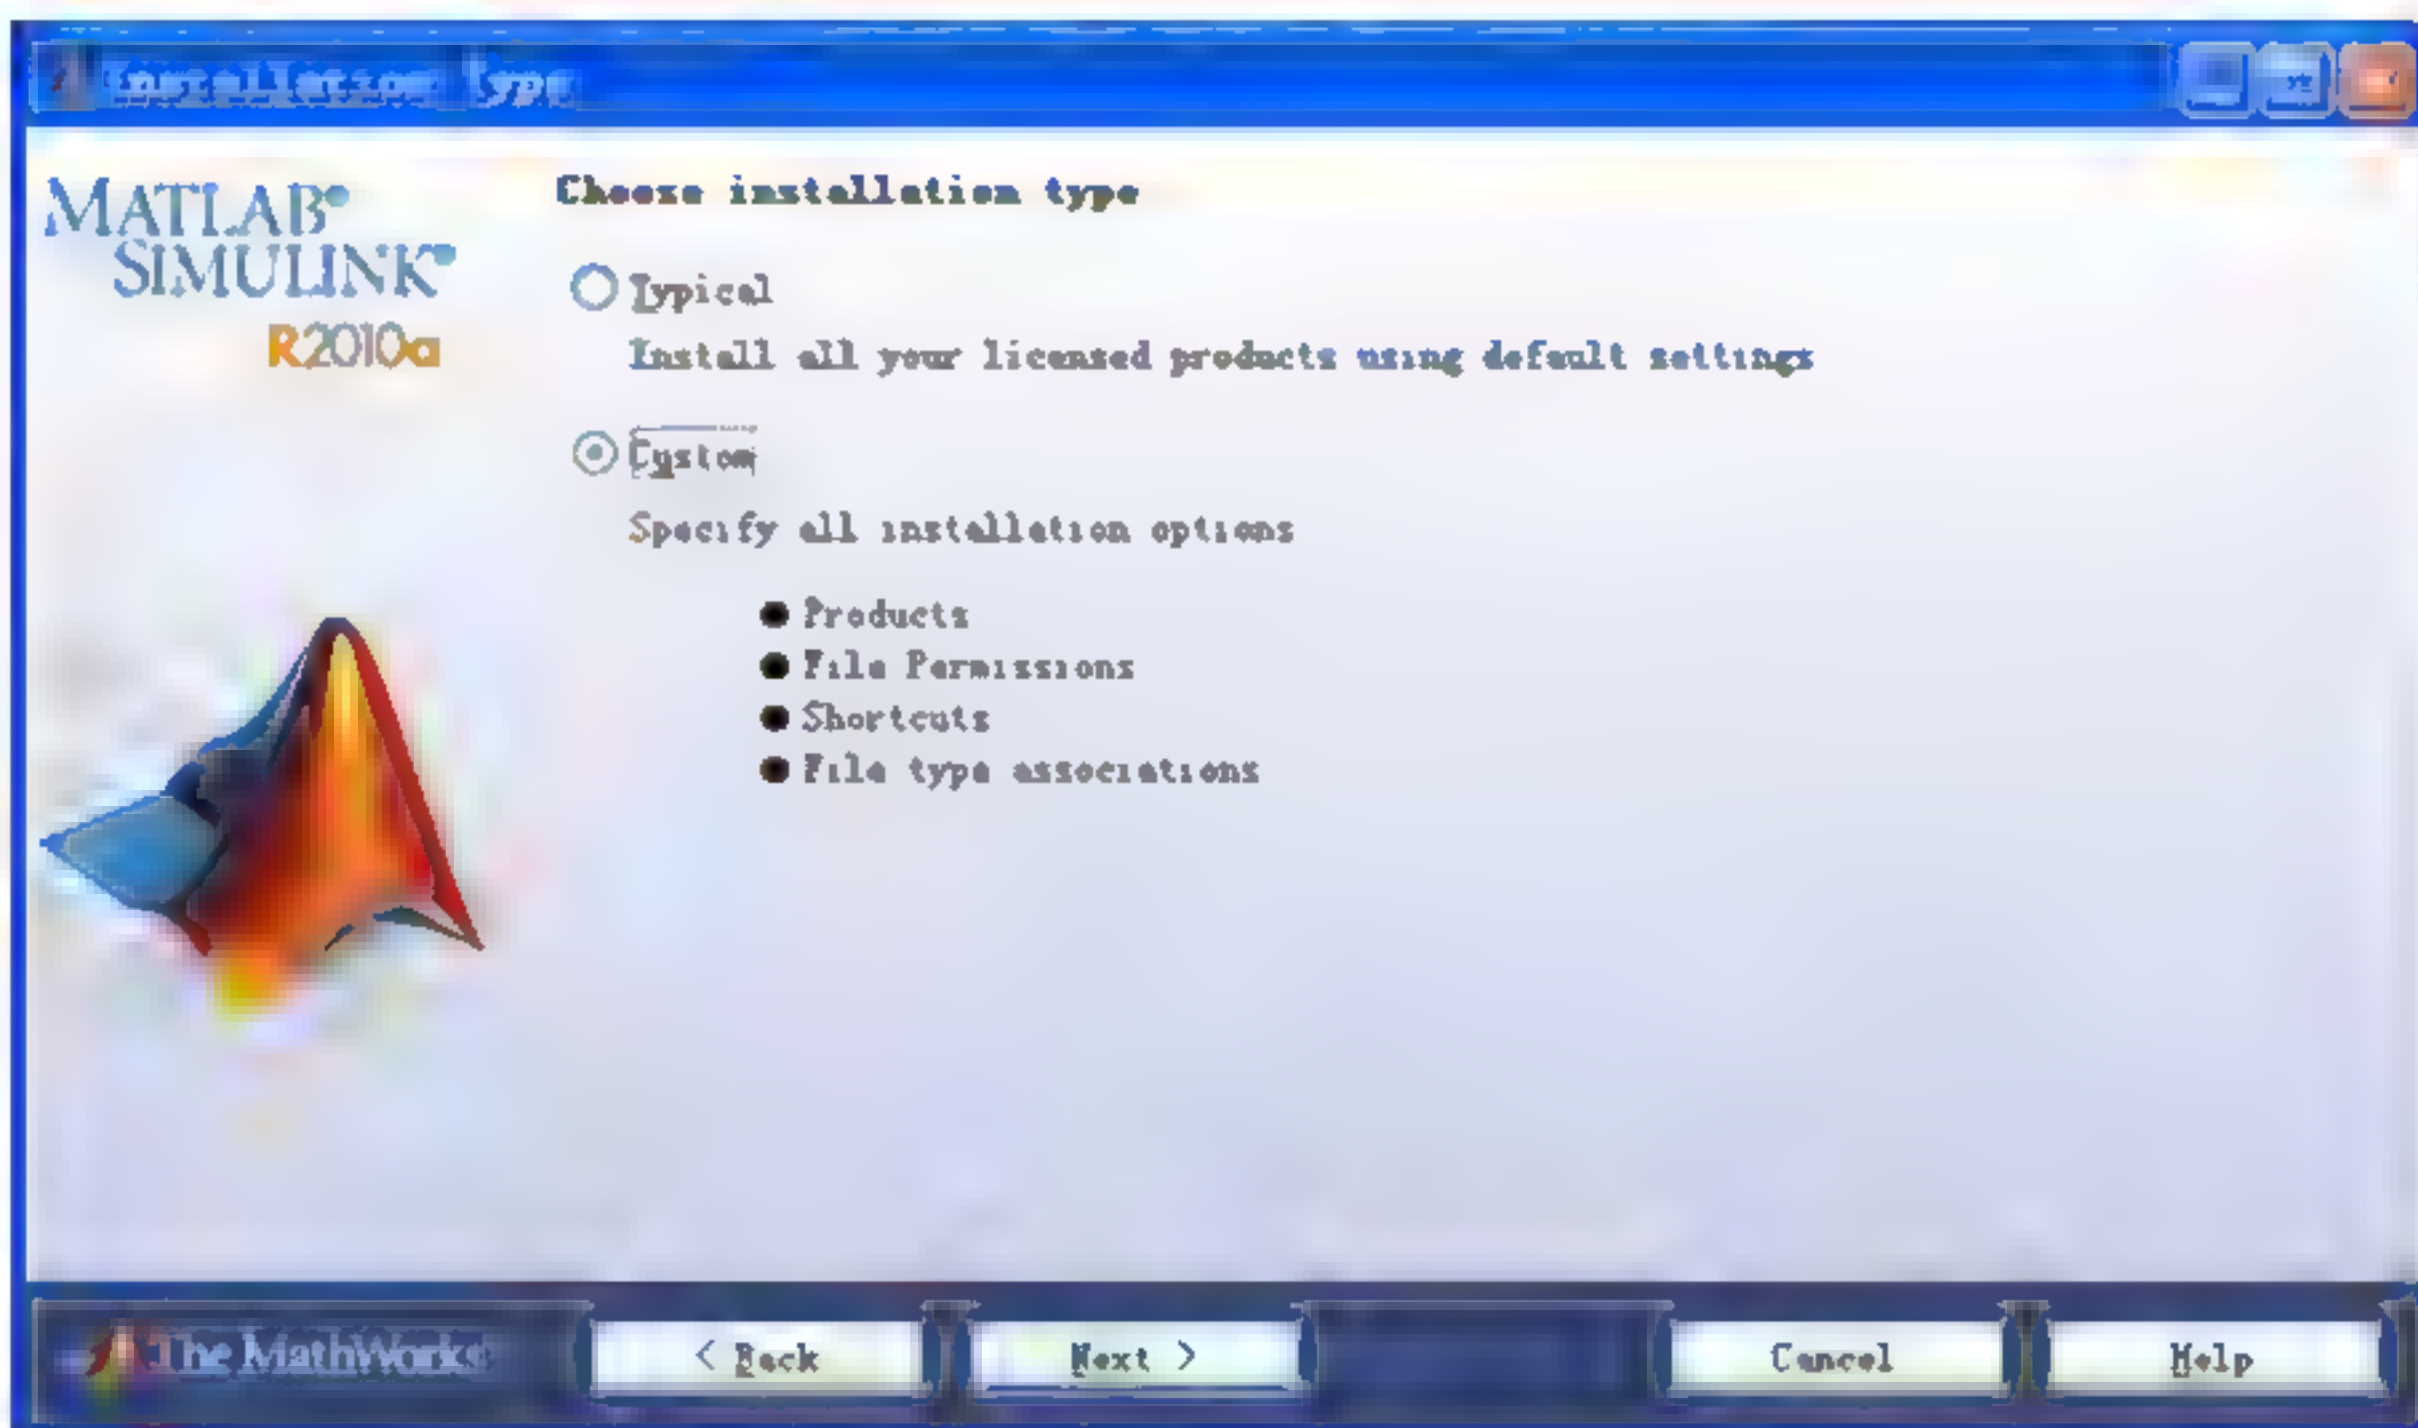 Installation Type
MATLAB®
SIMULINK®
R2010a
Choose installation type
Typical
Install all your licensed products using default settings
Custom
Specify all installation options
Products
File Permissions
Shortcuts
File type associations
The MathWorks
< Back
Next >
Cancel
Help